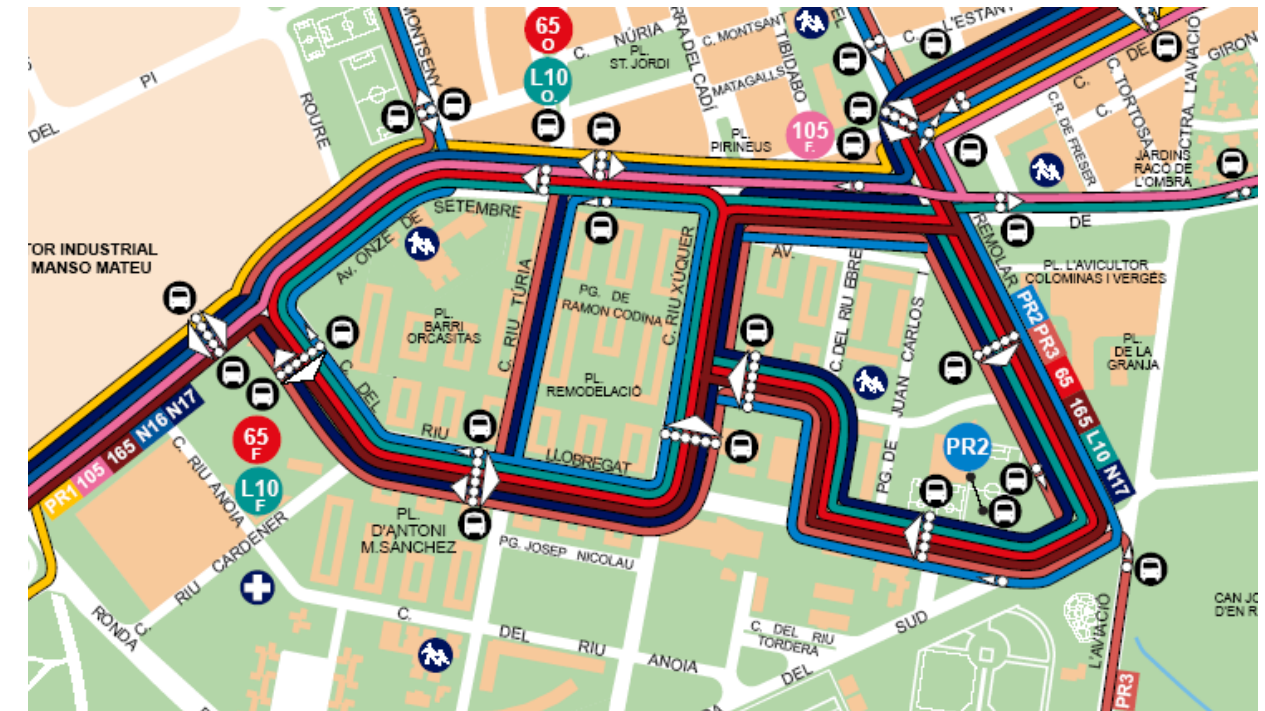 MONTSENY
65
O
L10
O.
C. NÚRIA
PL.
ST. JORDI
C. MONTSANT
MATAGALLS
TIBIDABO
PL.
PIRINEUS
105
F.
C. L'ESTANY
DE
GIRON
C.
C. TORTOSA
C.
C.R. DE FRESER
CTRA. L'AVIACIÓ
JARDINS
RACÓ DE
L'OMBRA
PI
DEL
ROURE
SETEMBRE
AV. ONZE DE
TOR INDUSTRIAL
MANSO MATEU
DE
REMOLAR
AV.
PL. L'AVICULTOR
COLOMINAS I VERGÉS
PL.
DE LA
GRANJA
PL.
BARRI
ORCASITAS
C. RIU TÚRIA
PG. DE
RAMON CODINA
C. RIU XÚQUER
PL.
REMODELACIÓ
C.DEL RIU EBRE
PG. DE JUAN CARLOS I
PR2 PR3 65 165 L10 N17
C. DEL RIU LLOBREGAT
PR1 105 165 N16 N17
65
F
L10
F
PR2
C. RIU ANOIA
C. RIU CARDENER
PL.
D'ANTONI
M.SÁNCHEZ
PG. JOSEP NICOLAU
RONDA
C. DEL RIU ANOIA
C. DEL RIU
TORDERA
DEL
SUD
L'AVIACIÓ
PR3